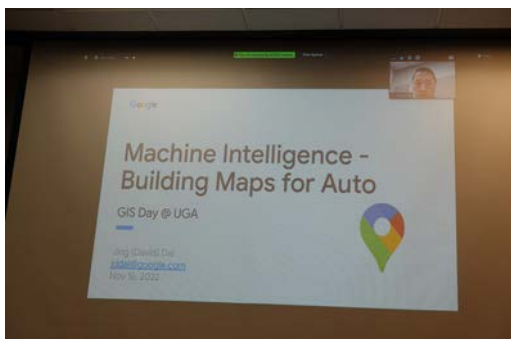 Google
Machine Intelligence -
Building Maps for Auto
GIS Day @ UGA
Jing (David) Dai
Nov 16, 2022